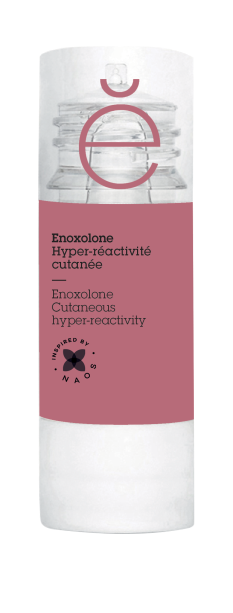 ĕ
Enoxolone
Hyper-réactivité
cutanée
—
Enoxolone
Cutaneous
hyper-reactivity
INSPIRED BY
• NAOS •